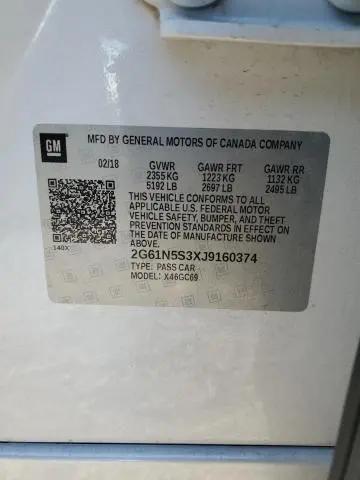 GM
MFD BY GENERAL MOTORS OF CANADA COMPANY
02/18 GVWR GAWR FRT GAWR RR
2355 KG 1223 KG 1132 KG
5192 LB 2697 LB 2495 LB
THIS VEHICLE CONFORMS TO ALL
APPLICABLE U.S. FEDERAL MOTOR
VEHICLE SAFETY, BUMPER, AND THEFT
PREVENTION STANDARDS IN EFFECT ON
THE DATE OF MANUFACTURE SHOWN
ABOVE.
140X
2G61N5S3XJ9160374
TYPE: PASS CAR
MODEL: X46GC69